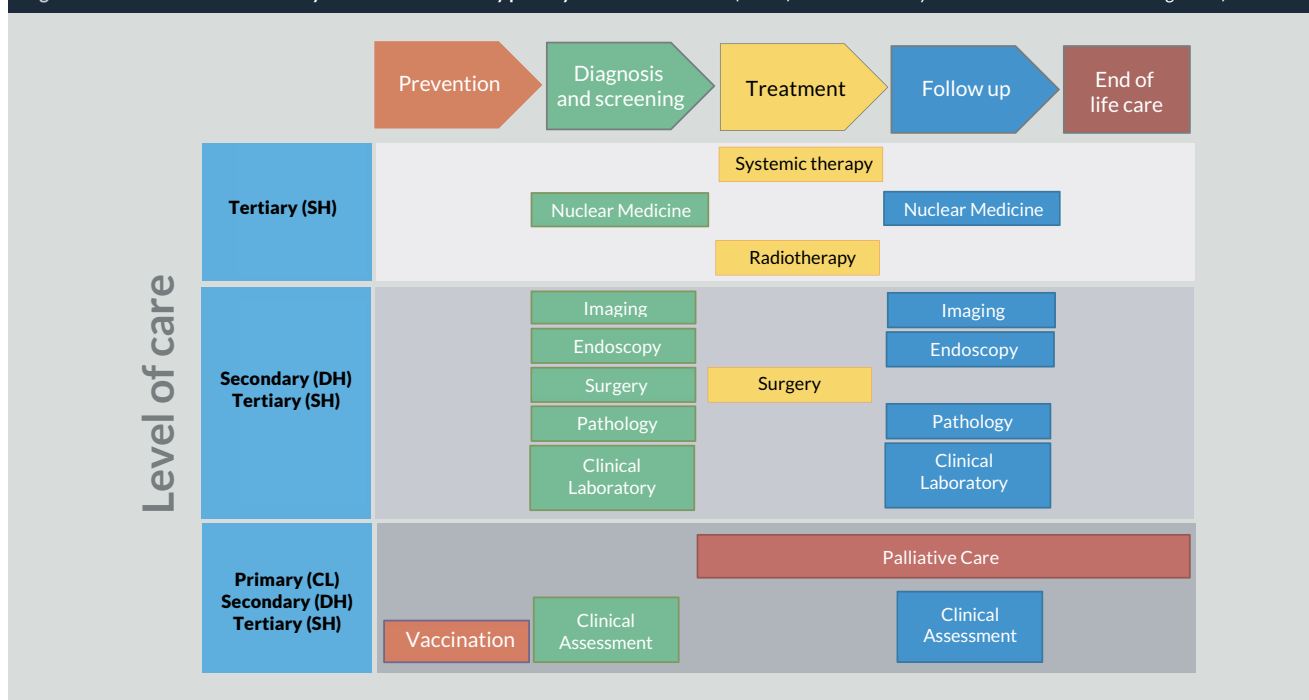 Prevention
Diagnosis
and screening
Treatment
Follow up
End of
life care
Level of care
Tertiary (SH)
Systemic therapy
Nuclear Medicine
Nuclear Medicine
Radiotherapy
Secondary (DH)
Tertiary (SH)
Imaging
Imaging
Endoscopy
Endoscopy
Surgery
Surgery
Pathology
Pathology
Clinical
Laboratory
Clinical
Laboratory
Primary (CL)
Secondary (DH)
Tertiary (SH)
Palliative Care
Vaccination
Clinical
Assessment
Clinical
Assessment